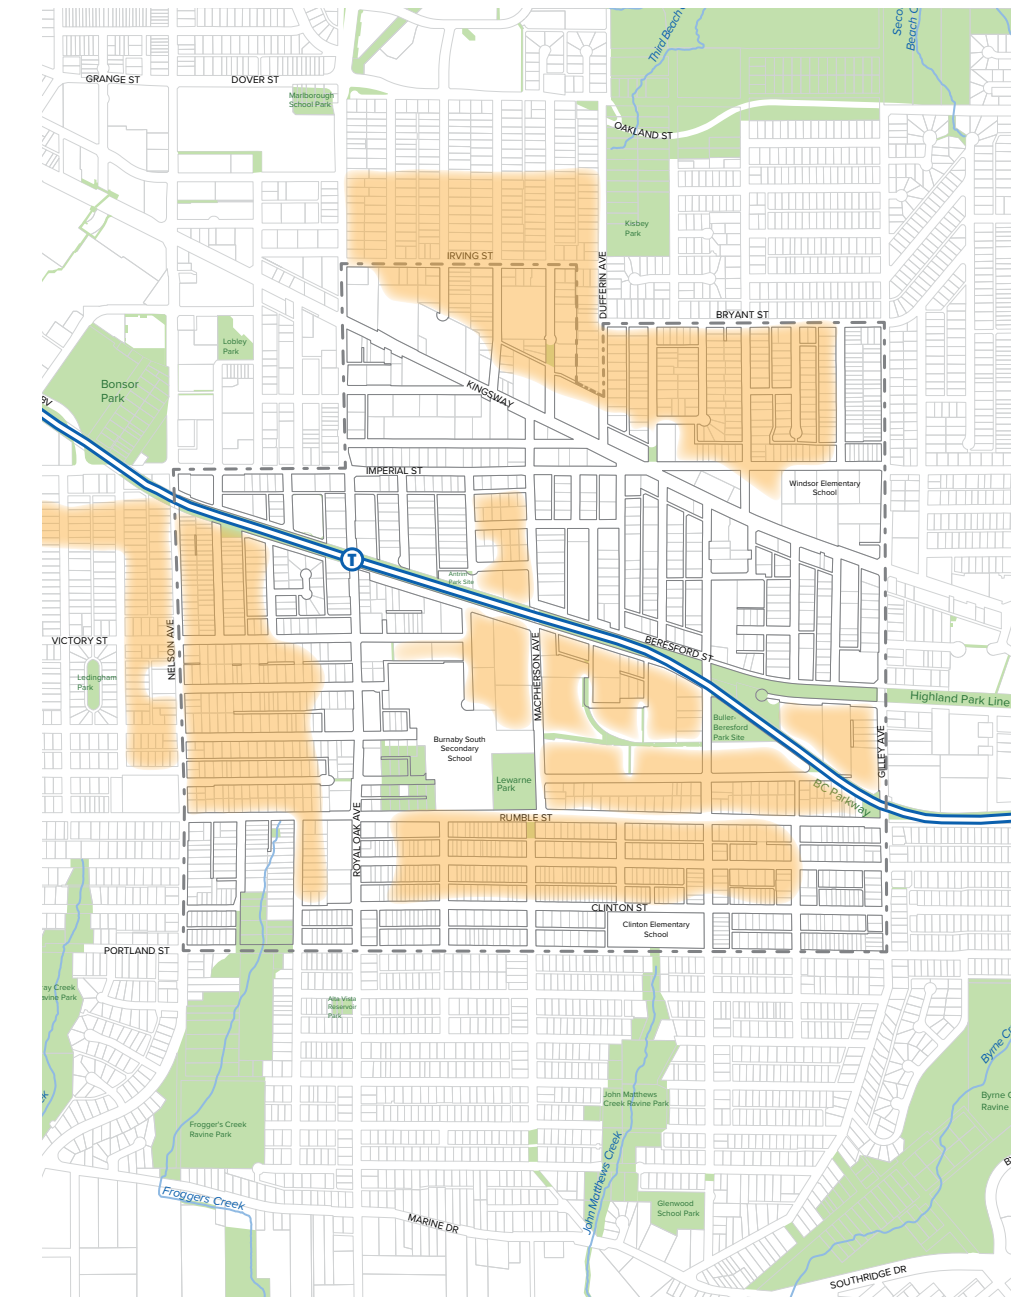 Third Beach
Beach C
GRANGE ST
DOVER ST
Marlborough
School Park
OAKLAND ST
Kisbey
Park
IRVING ST
DUFFERIN AVE
BRYANT ST
Lobley
Park
Bonsor
Park
KINGSWAY
IMPERIAL ST
Windsor Elementary
School
T
Park Site
VICTORY ST
NELSON AVE
Ledingham
Park
MACPHERSON AVE
BERESFORD ST
Highland Park Line
Buller-
Beresford
Park Site
GILLEY AVE
Burnaby South
Secondary
School
Lewarne
Park
BC Parkway
ROYAL OAK AVE
RUMBLE ST
CLINTON ST
Clinton Elementary
School
PORTLAND ST
ay Creek
avine Park
Alta Vista
Reservoir
Park
Byrne Cr
John Matthews
Creek Ravine Park
Byrne C
Ravine
Frogger's Creek
Ravine Park
Froggers Creek
John Matthews Creek
Glenwood
School Park
MARINE DR
SOUTHRIDGE DR